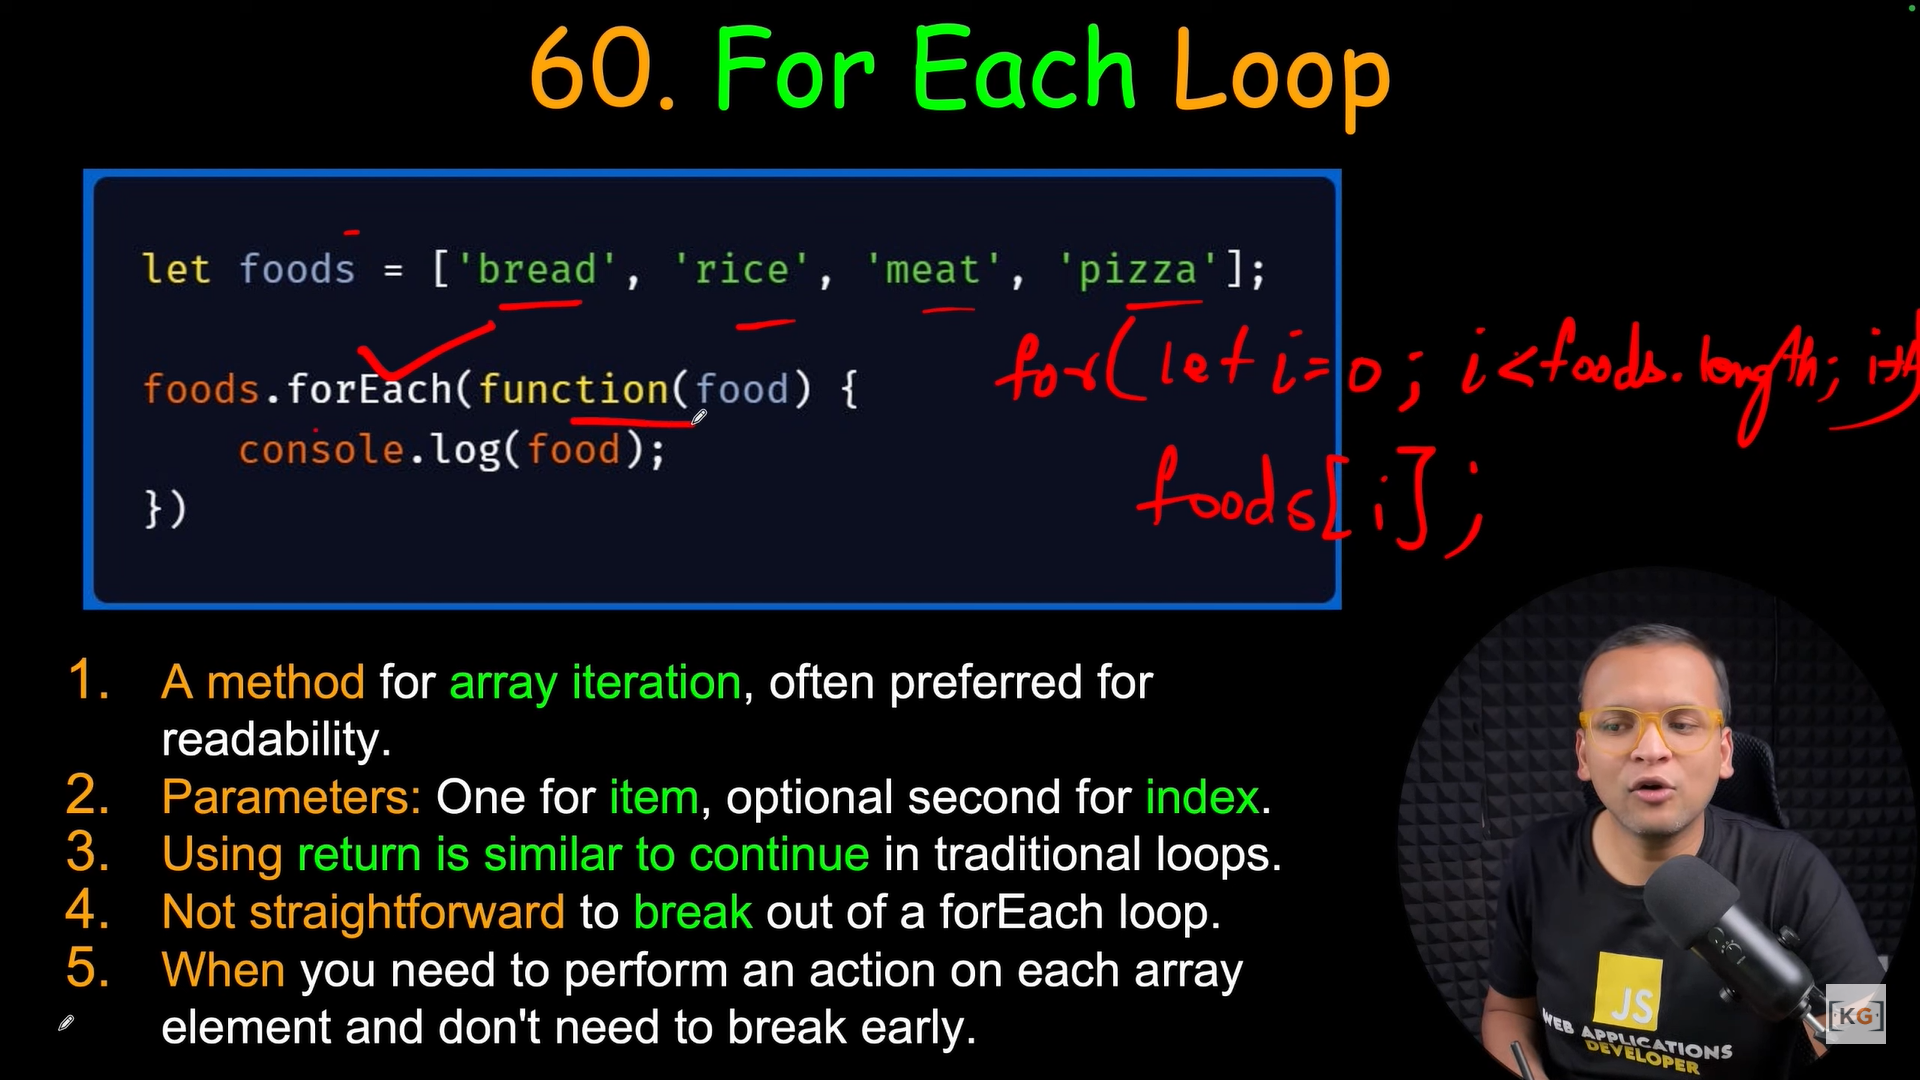 60. For Each Loop
let foods = ['bread', 'rice', 'meat', 'pizza'];
foods.forEach(function(food) {
console.log(food);
})
for(let i=0; i<foods.length; i++)
foods[i];
1. A method for array iteration, often preferred for
readability.
2. Parameters: One for item, optional second for index.
3. Using return is similar to continue in traditional loops.
4. Not straightforward to break out of a forEach loop.
5. When you need to perform an action on each array
element and don't need to break early.
JS
WEB APPLICATIONS
DEVELOPER
[KG]